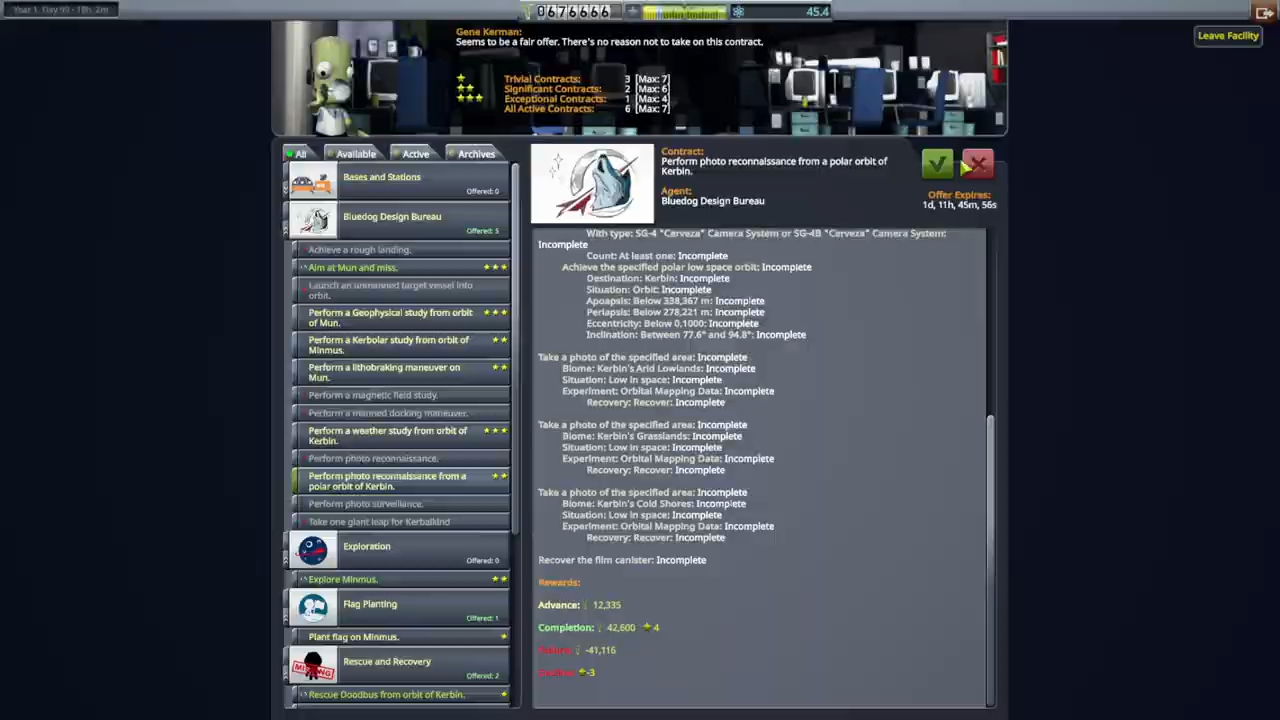 Year 1, Day 99 - 18h, 2m
0676666
45.4
Leave Facility
Gene Kerman:
Seems to be a fair offer. There's no reason not to take on this contract.
Trivial Contracts: 3 [Max: 7]
Significant Contracts: 2 [Max: 6]
Exceptional Contracts: 1 [Max: 4]
All Active Contracts: 6 [Max: 7]
All
Available
Active
Archives
Bases and Stations
Offered: 0
Bluedog Design Bureau
Offered: 5
Achieve a rough landing.
Aim at Mun and miss.
Launch an unmanned target vessel into
orbit.
Perform a Geophysical study from orbit
of Mun.
Perform a Kerbolar study from orbit of
Minmus.
Perform a lithobraking maneuver on
Mun.
Perform a magnetic field study.
Perform a manned docking maneuver.
Perform a weather study from orbit of
Kerbin.
Perform photo reconnaissance.
Perform photo reconnaissance from a
polar orbit of Kerbin.
Perform photo surveillance.
Take one giant leap for Kerbalkind
Exploration
Offered: 0
Explore Minmus.
Flag Planting
Offered: 1
Plant flag on Minmus.
MISSING
Rescue and Recovery
Offered: 2
Rescue Doodbus from orbit of Kerbin.
Contract:
Perform photo reconnaissance from a polar orbit of
Kerbin.
Agent:
Bluedog Design Bureau
Offer Expires:
1d, 11h, 45m, 56s
With type: SG-4 "Cerveza" Camera System or SG-4B "Cerveza" Camera System:
Incomplete
Count: At least one: Incomplete
Achieve the specified polar low space orbit: Incomplete
Destination: Kerbin: Incomplete
Situation: Orbit: Incomplete
Apoapsis: Below 338,367 m: Incomplete
Periapsis: Below 278,221 m: Incomplete
Eccentricity: Below 0.1000: Incomplete
Inclination: Between 77.6° and 94.8°: Incomplete
Take a photo of the specified area: Incomplete
Biome: Kerbin's Arid Lowlands: Incomplete
Situation: Low in space: Incomplete
Experiment: Orbital Mapping Data: Incomplete
Recovery: Recover: Incomplete
Take a photo of the specified area: Incomplete
Biome: Kerbin's Grasslands: Incomplete
Situation: Low in space: Incomplete
Experiment: Orbital Mapping Data: Incomplete
Recovery: Recover: Incomplete
Take a photo of the specified area: Incomplete
Biome: Kerbin's Cold Shores: Incomplete
Situation: Low in space: Incomplete
Experiment: Orbital Mapping Data: Incomplete
Recovery: Recover: Incomplete
Recover the film canister: Incomplete
Rewards:
Advance: 12,335
Completion: 42,600 4
Failure: -41,116
-3